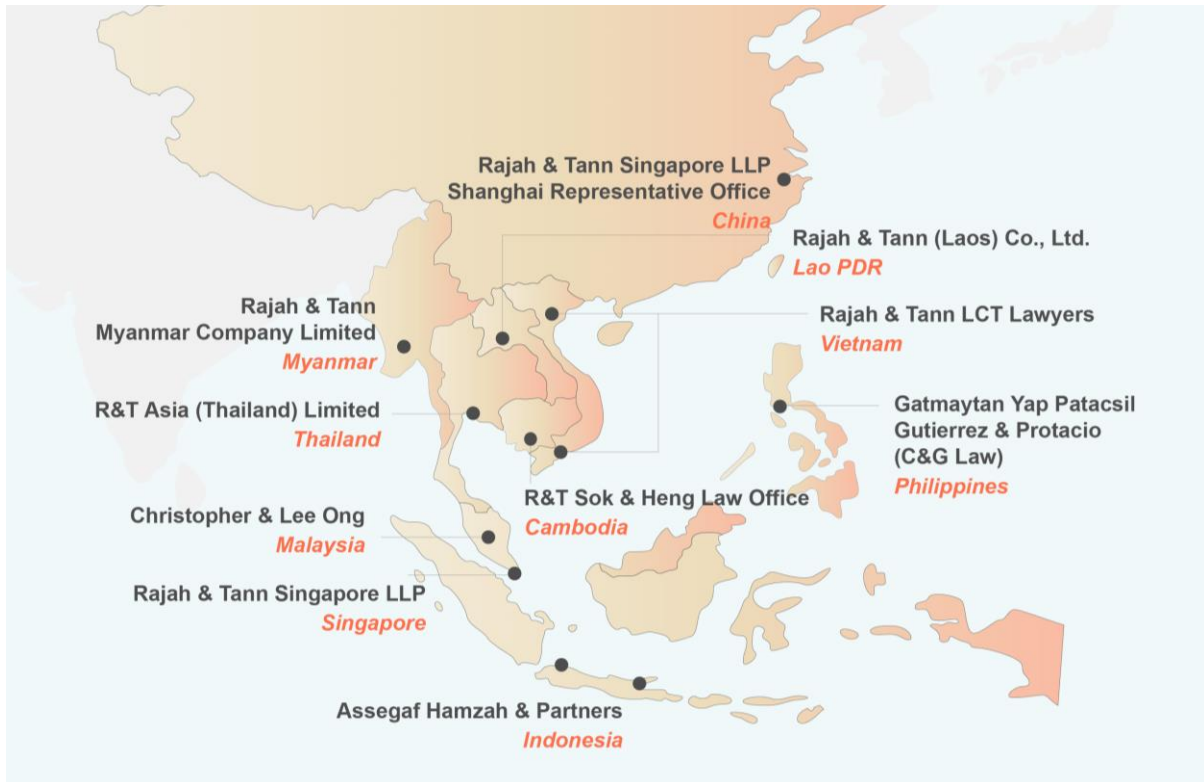 Rajah & Tann Singapore LLP
Shanghai Representative Office
China
Rajah & Tann (Laos) Co., Ltd.
Lao PDR
Rajah & Tann
Myanmar Company Limited
Myanmar
Rajah & Tann LCT Lawyers
Vietnam
R&T Asia (Thailand) Limited
Thailand
Gatmaytan Yap Patacsil
Gutierrez & Protacio
(C&G Law)
Philippines
R&T Sok & Heng Law Office
Cambodia
Christopher & Lee Ong
Malaysia
Rajah & Tann Singapore LLP
Singapore
Assegaf Hamzah & Partners
Indonesia